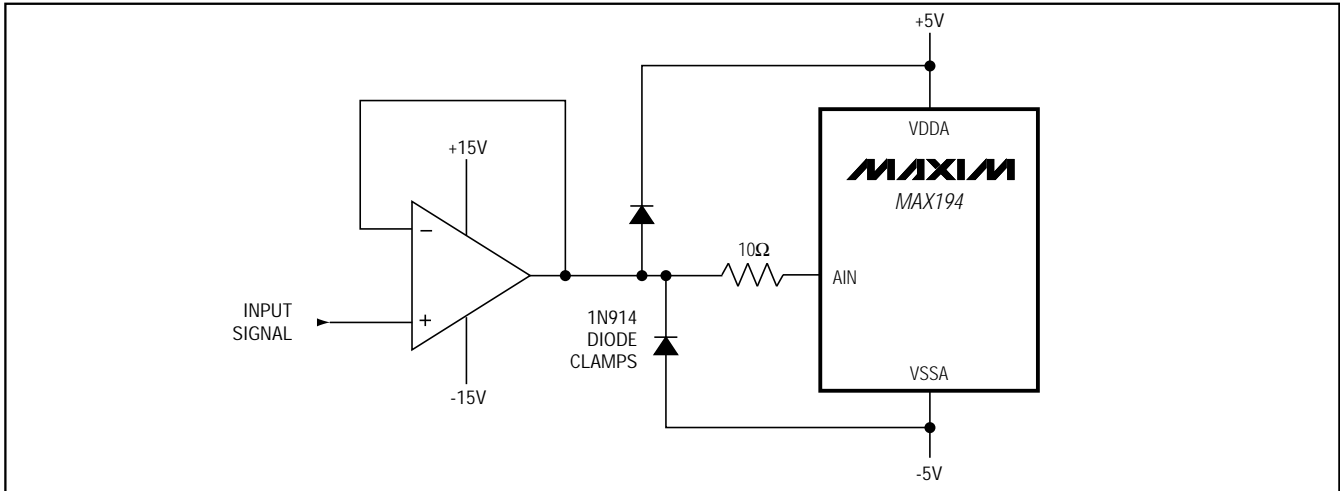 +5V
VDDA
+15V
MAXIM
MAX194
−
10Ω
AIN
INPUT
SIGNAL
+
1N914
DIODE
CLAMPS
VSSA
-15V
-5V